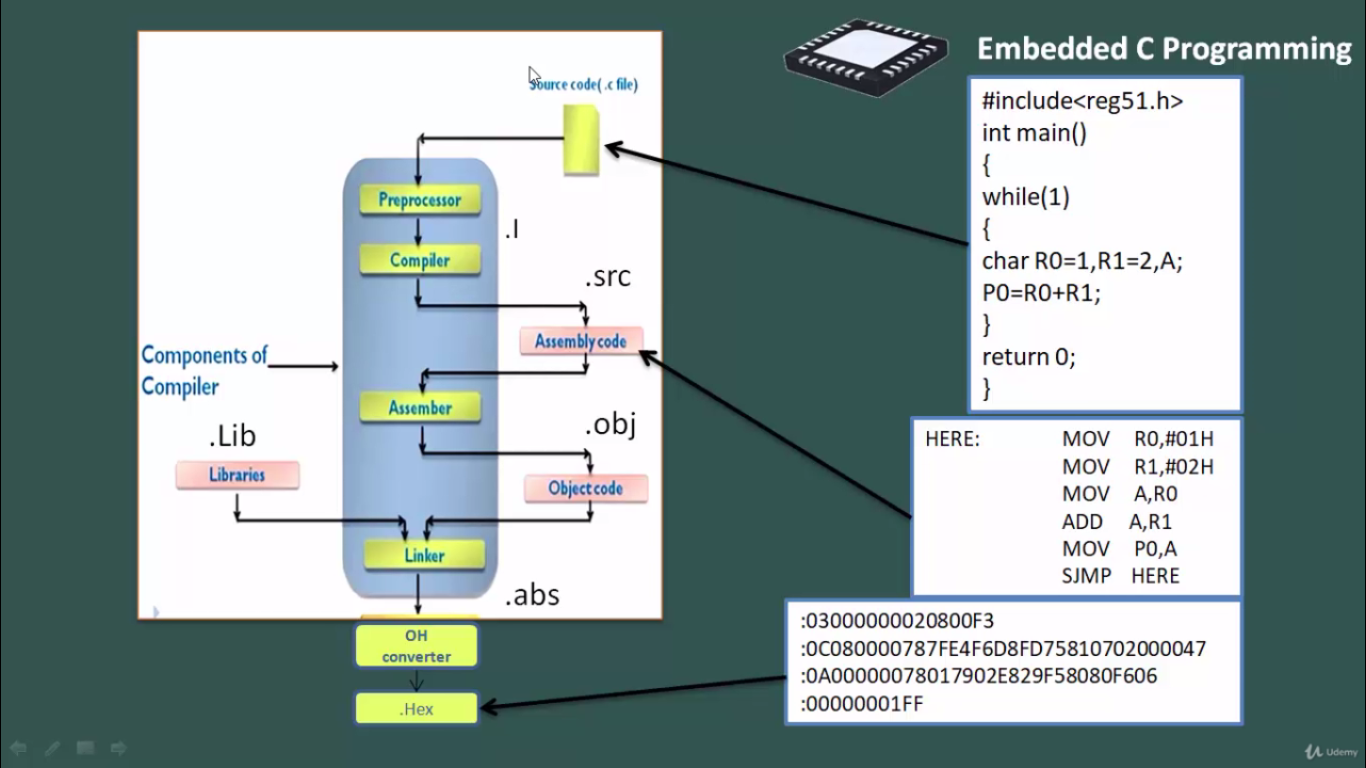 Embedded C Programming
Source code( .c file)
Preprocessor
.I
Compiler
.src
Assembly code
Components of
Compiler
Assember
.obj
.Lib
Libraries
Object code
Linker
.abs
OH
converter
.Hex
#include<reg51.h>
int main()
{
while(1)
{
char R0=1,R1=2,A;
P0=R0+R1;
}
return 0;
}
HERE: MOV R0,#01H
MOV R1,#02H
MOV A,R0
ADD A,R1
MOV P0,A
SJMP HERE
:03000000020800F3
:0C080000787FE4F6D8FD75810702000047
:0A00000078017902E829F58080F606
:00000001FF
Udemy